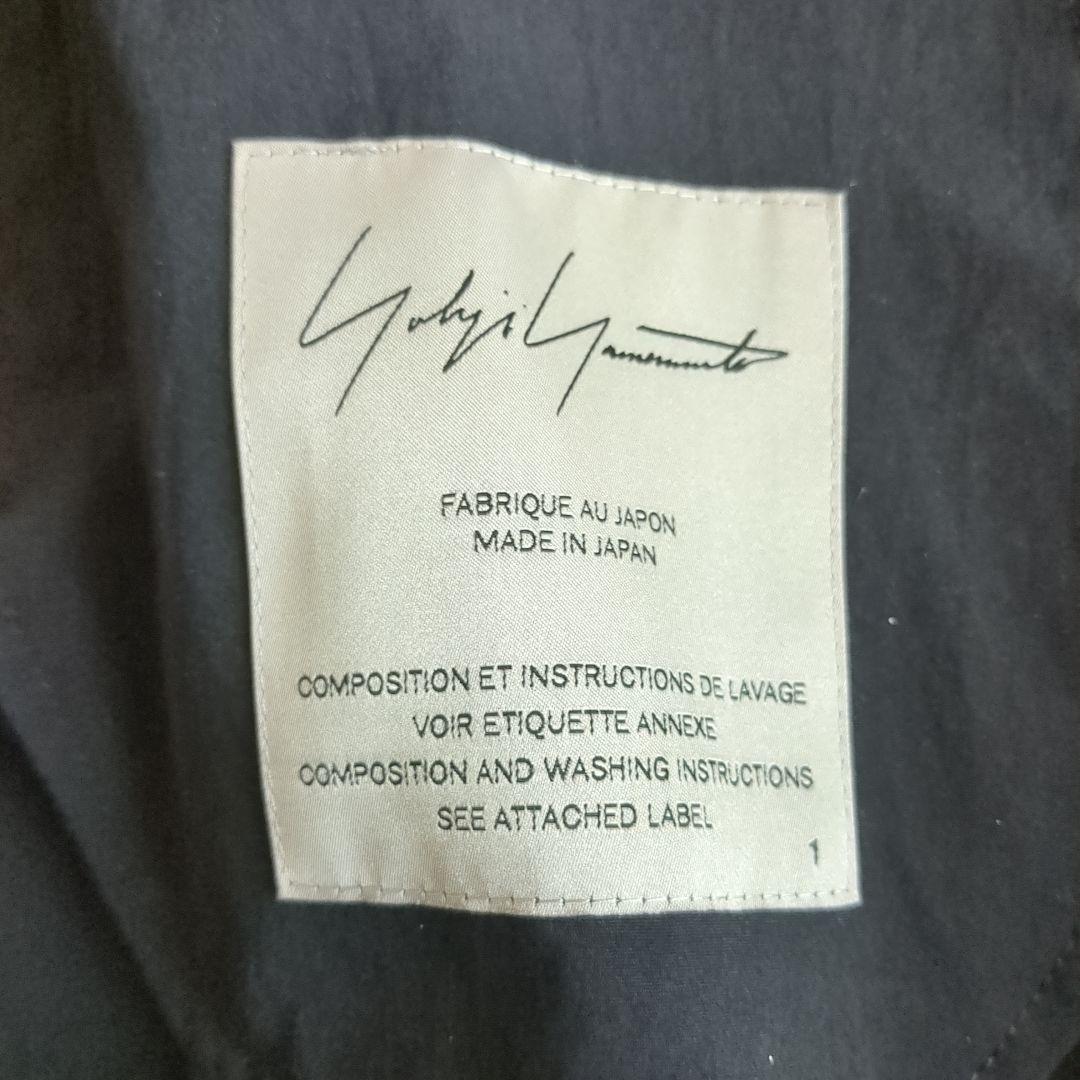 Yohji Yamamoto
FABRIQUE AU JAPON
MADE IN JAPAN
COMPOSITION ET INSTRUCTIONS DE LAVAGE
VOIR ETIQUETTE ANNEXE
COMPOSITION AND WASHING INSTRUCTIONS
SEE ATTACHED LABEL
1